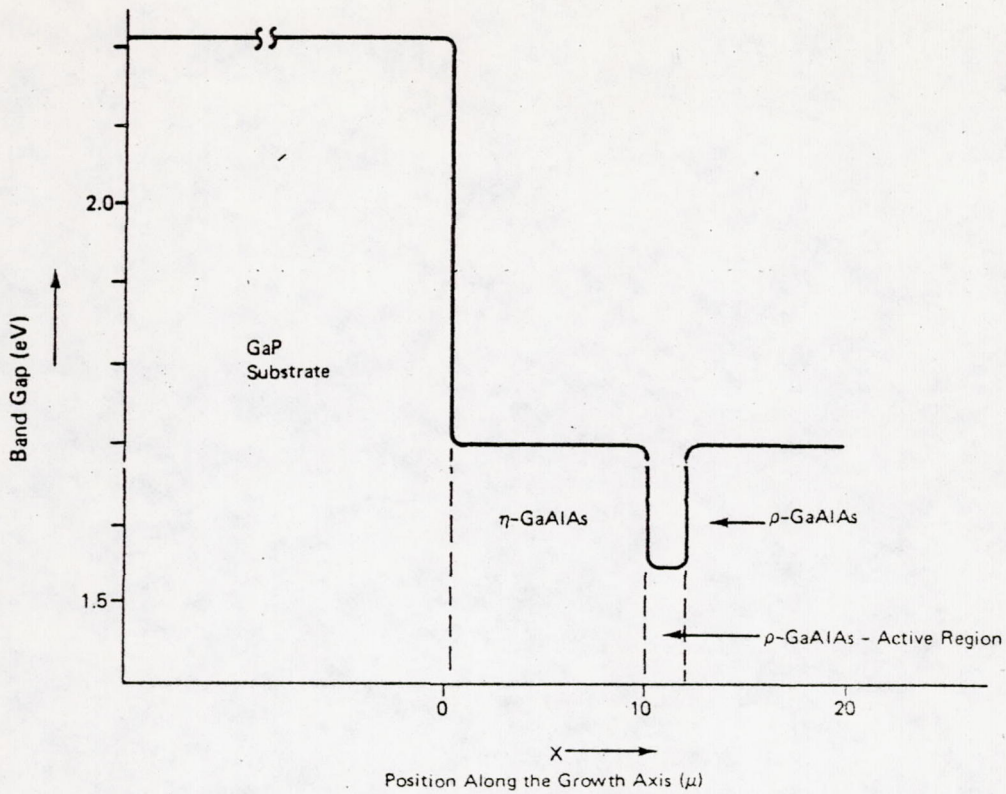 2.0
Band Gap (eV)
GaP
Substrate
η-GaAlAs
ρ-GaAlAs
1.5
ρ-GaAlAs - Active Region
0
10
20
X
Position Along the Growth Axis (μ)